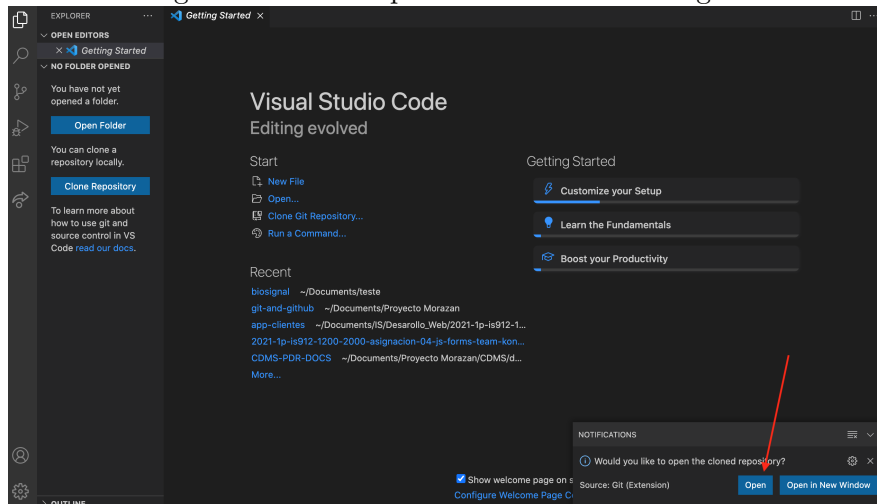 EXPLORER
Getting Started
OPEN EDITORS
Getting Started
NO FOLDER OPENED
You have not yet
opened a folder.
Open Folder
You can clone a
repository locally.
Clone Repository
To learn more about
how to use git and
source control in VS
Code read our docs.
OUTLINE
Visual Studio Code
Editing evolved
Start
New File
Open...
Clone Git Repository...
Run a Command...
Recent
biosignal ~/Documents/teste
git-and-github ~/Documents/Proyecto Morazan
app-clientes ~/Documents/IS/Desarollo_Web/2021-1p-is912-1...
2021-1p-is912-1200-2000-asignacion-04-js-forms-team-kon...
CDMS-PDR-DOCS ~/Documents/Proyecto Morazan/CDMS/d...
More...
Getting Started
Customize your Setup
Learn the Fundamentals
Boost your Productivity
Show welcome page on s
Configure Welcome Page C
NOTIFICATIONS
Would you like to open the cloned repository?
Source: Git (Extension)
Open
Open in New Window